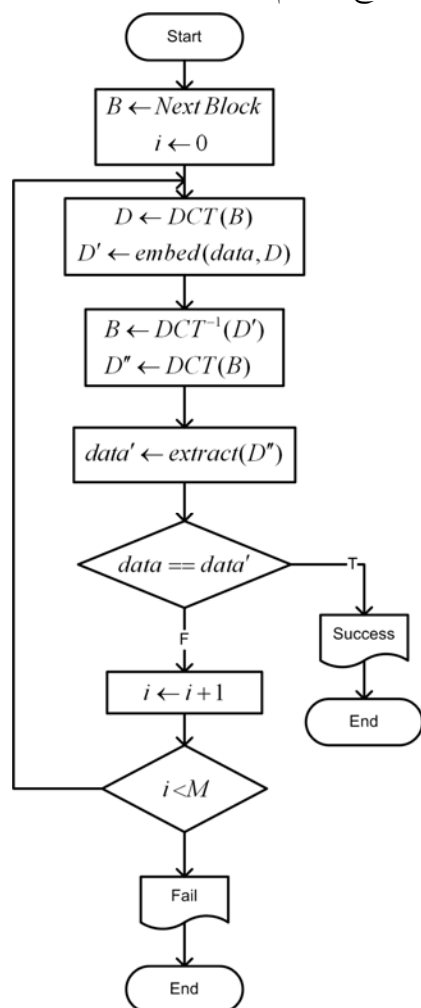 Start
B ← Next Block
i ← 0
D ← DCT(B)
D′ ← embed(data, D)
B ← DCT⁻¹(D′)
D″ ← DCT(B)
data′ ← extract(D″)
data == data′
T
F
Success
End
i ← i + 1
i < M
Fail
End